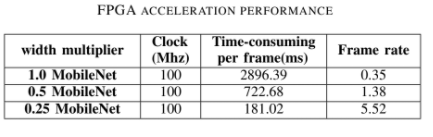 FPGA ACCELERATION PERFORMANCE
width multiplier Clock (Mhz) Time-consuming per frame(ms) Frame rate
1.0 MobileNet 100 2896.39 0.35
0.5 MobileNet 100 722.68 1.38
0.25 MobileNet 100 181.02 5.52